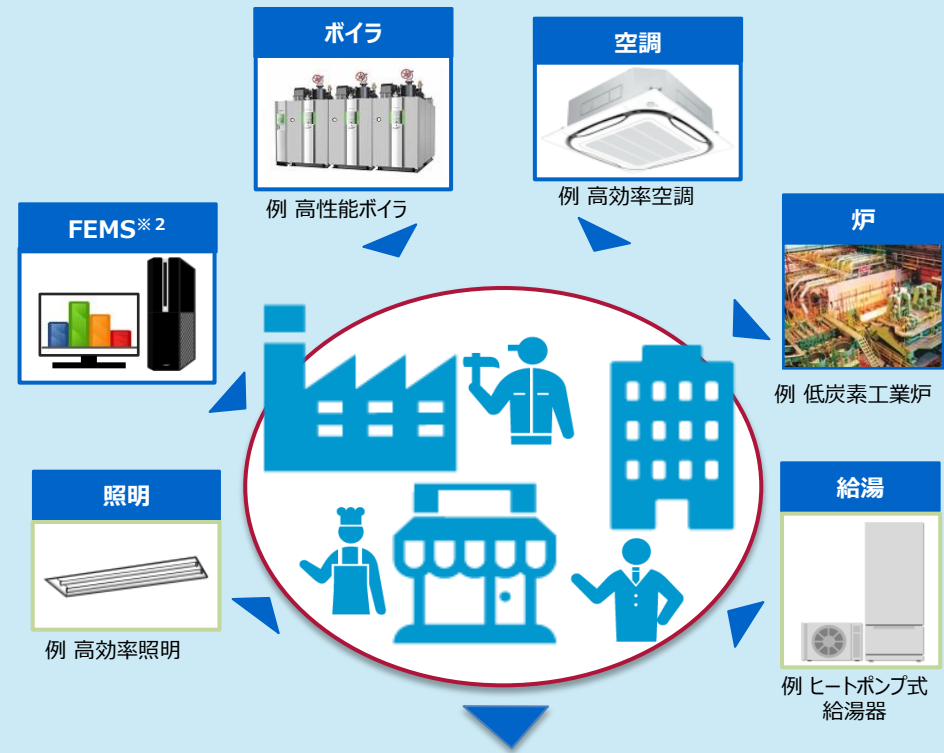 ボイラ
例 高性能ボイラ
空調
例 高効率空調
FEMS※2
炉
例 低炭素工業炉
照明
例 高効率照明
給湯
例 ヒートポンプ式
給湯器